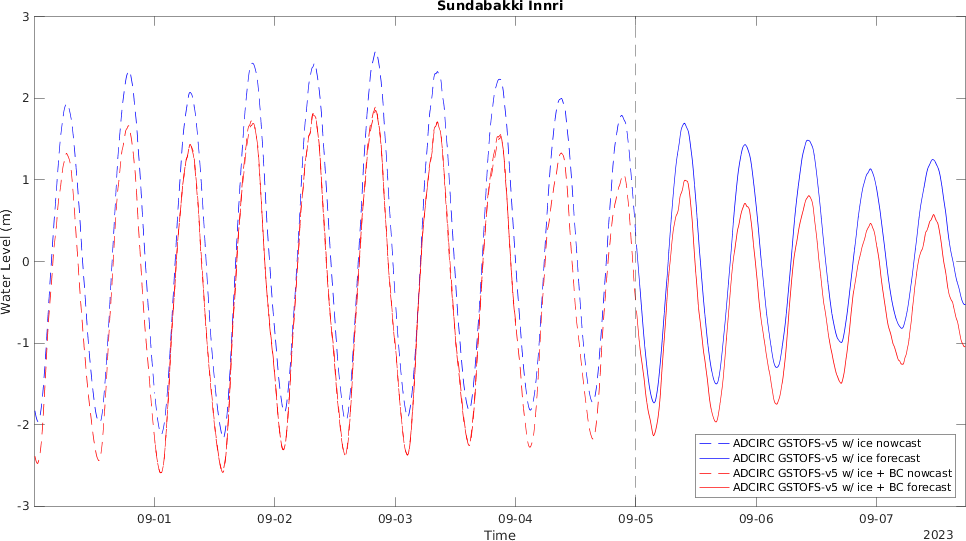 Sundabakki Innri
3
2
1
0
-1
-2
-3
Water Level (m)
09-01 09-02 09-03 09-04 09-05 09-06 09-07
Time
2023
ADCIRC GSTOFS-v5 w/ ice nowcast
ADCIRC GSTOFS-v5 w/ ice forecast
ADCIRC GSTOFS-v5 w/ ice + BC nowcast
ADCIRC GSTOFS-v5 w/ ice + BC forecast